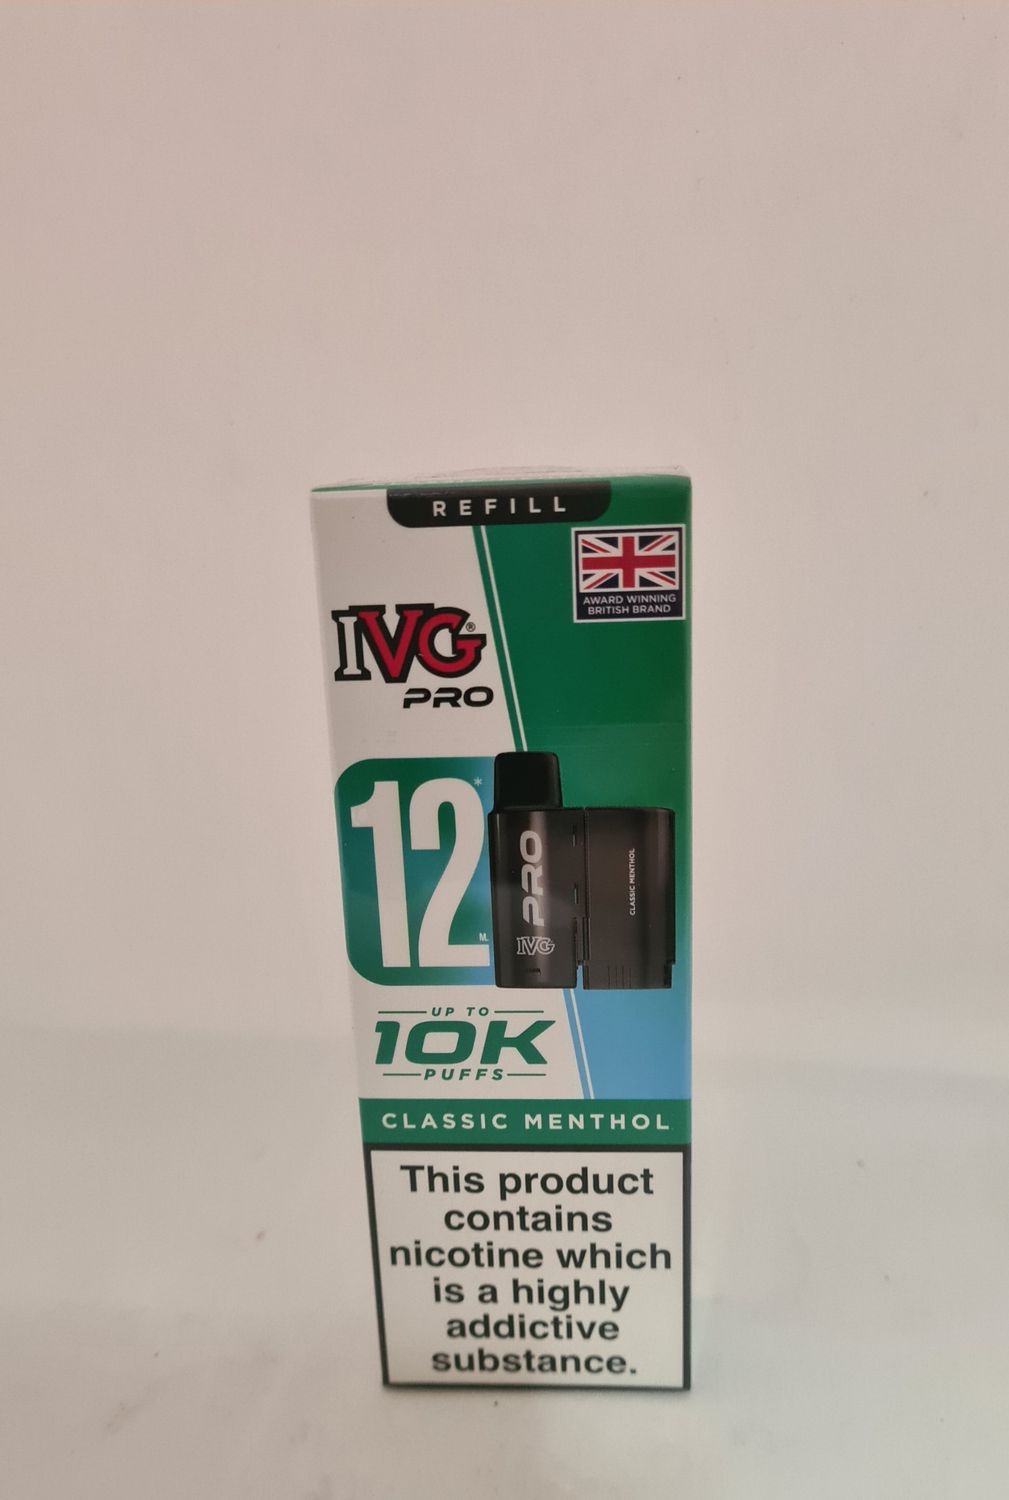 REFILL
AWARD WINNING
BRITISH BRAND
IVG®
PRO
12*
M.
PRO
IVG
CLASSIC MENTHOL
UP TO
10K
PUFFS
CLASSIC MENTHOL
This product
contains
nicotine which
is a highly
addictive
substance.